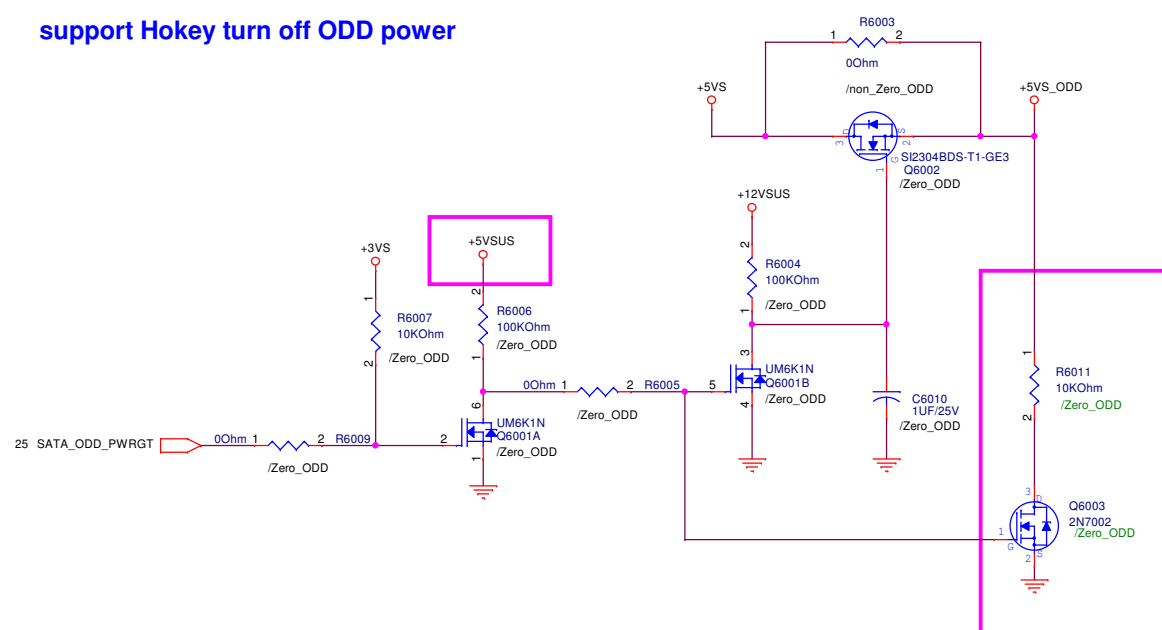 support Hokey turn off ODD power
R6003
1 2
0Ohm
/non_Zero_ODD
+5VS
+5VS_ODD
D
S
3
2
G
1
SI2304BDS-T1-GE3
Q6002
/Zero_ODD
+12VSUS
2
R6004
100KOhm
1
/Zero_ODD
+3VS
+5VSUS
1
R6007
10KOhm
2
/Zero_ODD
2
R6006
100KOhm
1
/Zero_ODD
0Ohm 1 2 R6005
/Zero_ODD
5
3
UM6K1N
Q6001B
4
/Zero_ODD
C6010
1UF/25V
/Zero_ODD
1
R6011
10KOhm
2
/Zero_ODD
25 SATA_ODD_PWRGT
0Ohm 1 2 R6009
/Zero_ODD
2
6
UM6K1N
Q6001A
1
/Zero_ODD
3
D
1
G
2
S
Q6003
2N7002
/Zero_ODD